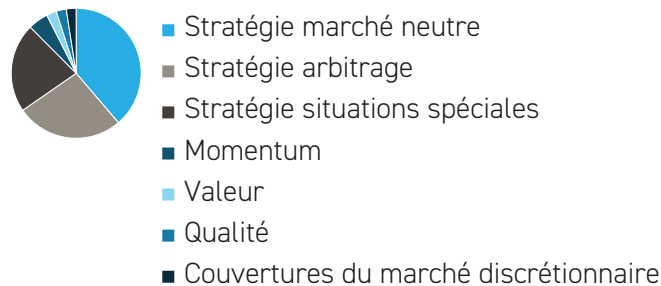 Stratégie marché neutre
Stratégie arbitrage
Stratégie situations spéciales
Momentum
Valeur
Qualité
Couvertures du marché discrétionnaire